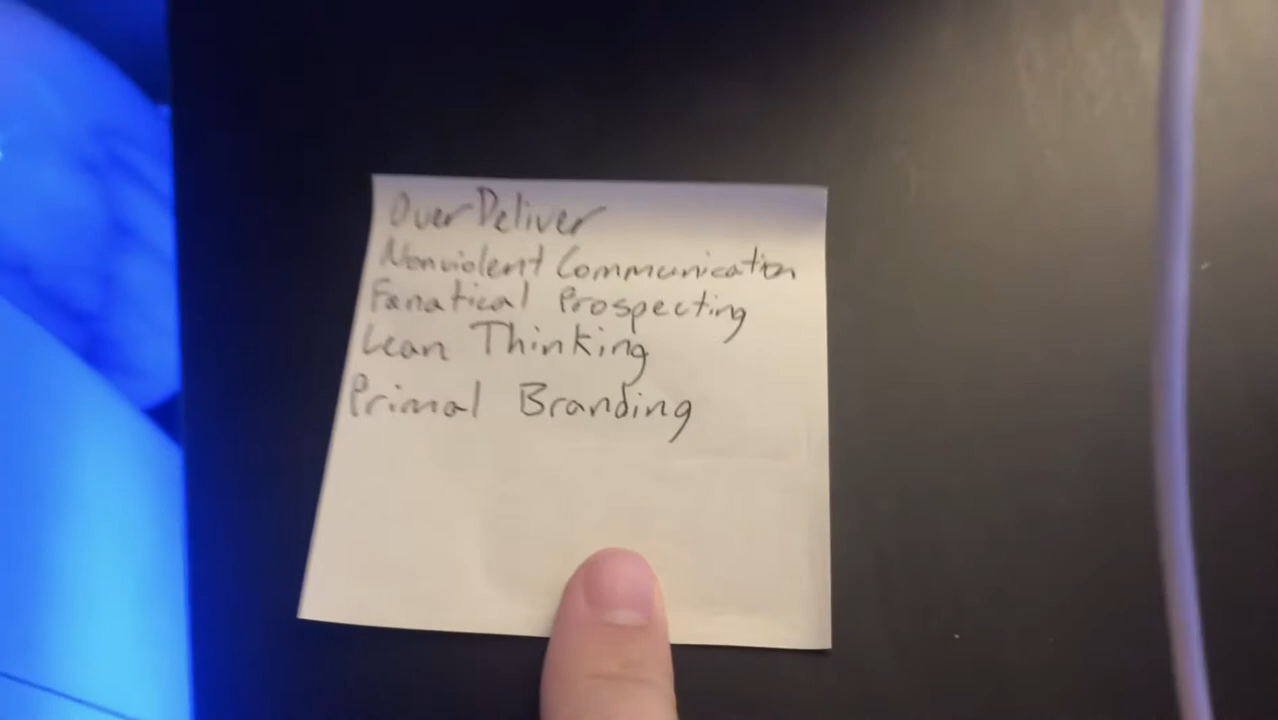 OverDeliver
Nonviolent Communication
Fanatical Prospecting
Lean Thinking
Primal Branding